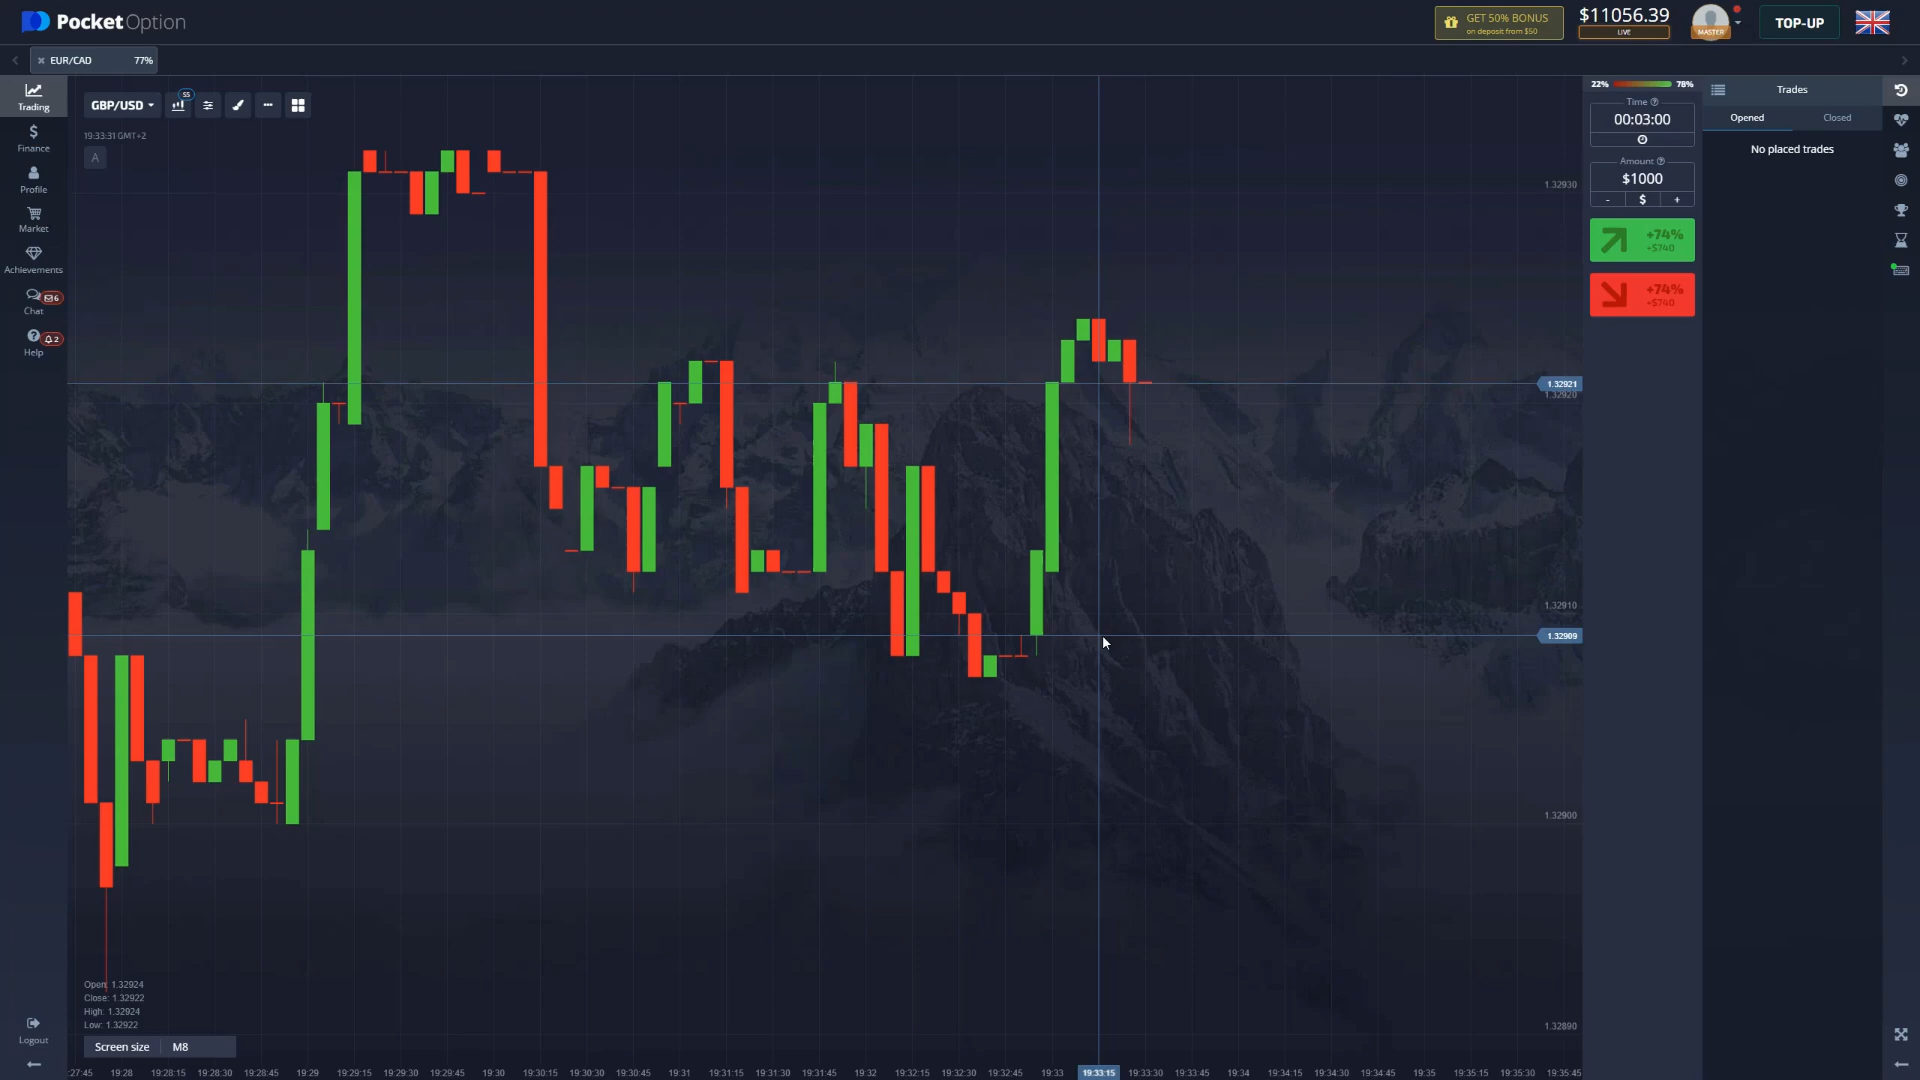 PocketOption
GET 50% BONUS
on deposit from $50
$11056.39
LIVE
MASTER
TOP-UP
EUR/CAD 77%
Trading
Finance
Profile
Market
Achievements
Chat
6
Help
2
Logout
GBP/USD
S5
19:33:31 GMT+2
A
1.32930
1.32921
1.32920
1.32910
1.32909
1.32900
1.32890
Open: 1.32924
Close: 1.32922
High: 1.32924
Low: 1.32922
Screen size M8
:27:45 19:28 19:28:15 19:28:30 19:28:45 19:29 19:29:15 19:29:30 19:29:45 19:30 19:30:15 19:30:30 19:30:45 19:31 19:31:15 19:31:30 19:31:45 19:32 19:32:15 19:32:30 19:32:45 19:33 19:33:15 19:33:30 19:33:45 19:34 19:34:15 19:34:30 19:34:45 19:35 19:35:15 19:35:30 19:35:45
22% 78%
Time
00:03:00
Amount
$1000
- $ +
+74%
+$740
+74%
+$740
Trades
Opened Closed
No placed trades